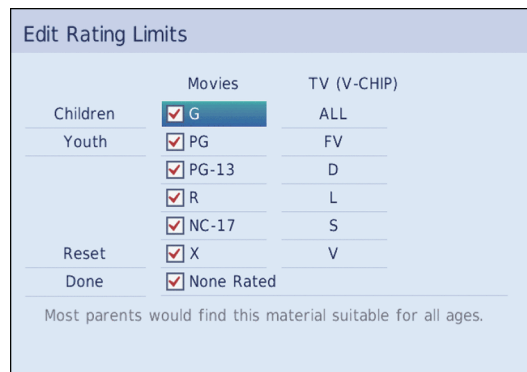 Edit Rating Limits
Movies TV (V-CHIP)
Children G ALL
Youth PG FV
PG-13 D
R L
NC-17 S
Reset X V
Done None Rated
Most parents would find this material suitable for all ages.